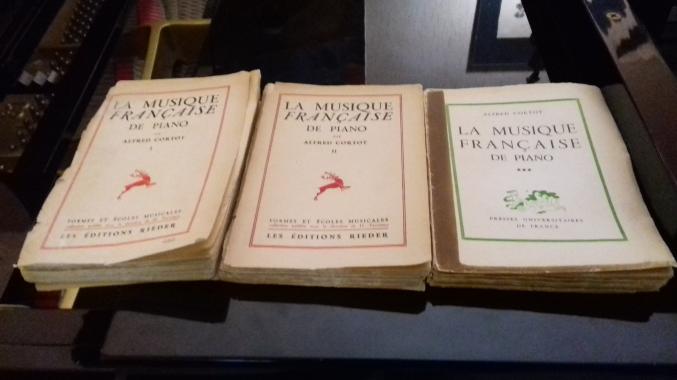 LA MUSIQUE
FRANÇAISE
DE PIANO
PAR
ALFRED CORTOT
I
FORMES ET ÉCOLES MUSICALES
LES ÉDITIONS RIEDER
LA MUSIQUE
FRANÇAISE
DE PIANO
PAR
ALFRED CORTOT
II
FORMES ET ÉCOLES MUSICALES
LES ÉDITIONS RIEDER
ALFRED CORTOT
LA MUSIQUE
FRANÇAISE
DE PIANO
***
PRESSES UNIVERSITAIRES
DE FRANCE